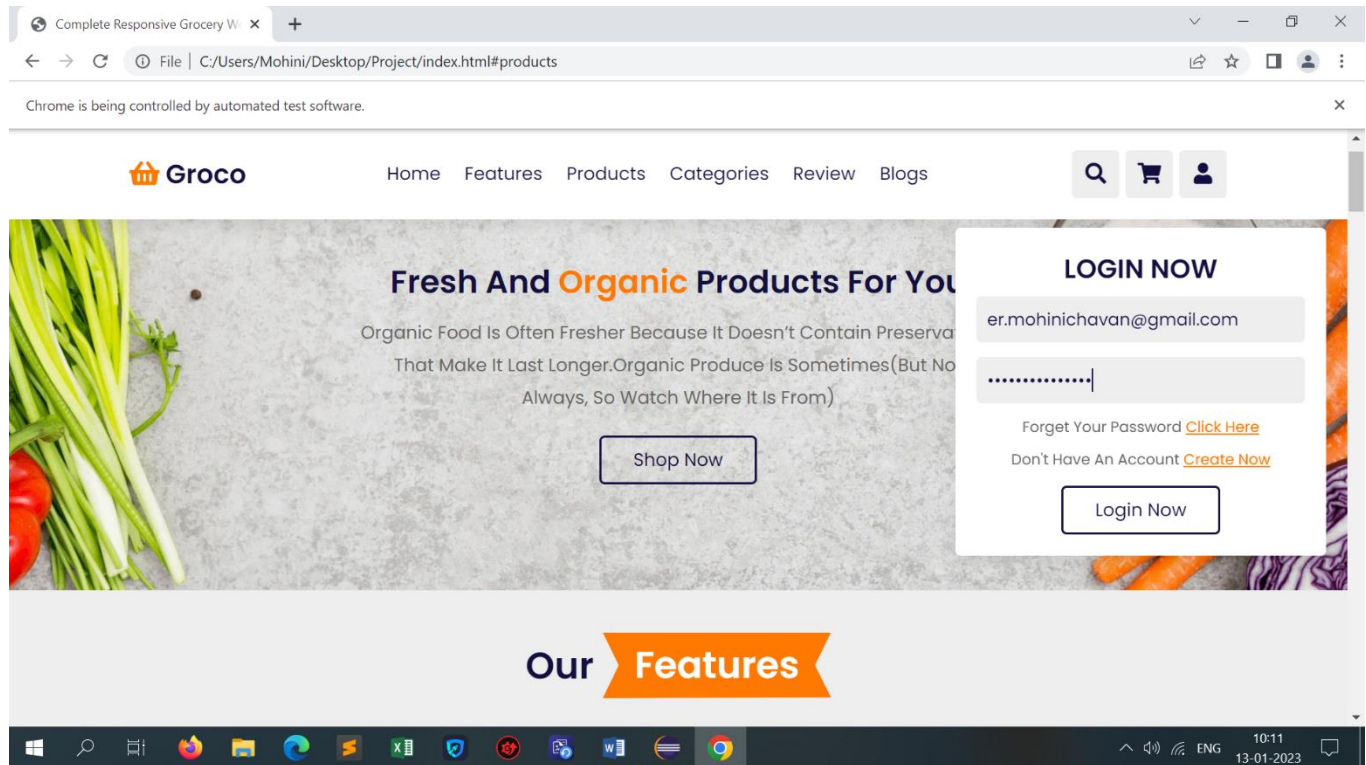 Complete Responsive Grocery W
File | C:/Users/Mohini/Desktop/Project/index.html#products
Chrome is being controlled by automated test software.
Groco Home Features Products Categories Review Blogs
Fresh And Organic Products For You
Organic Food Is Often Fresher Because It Doesn't Contain Preserva
That Make It Last Longer.Organic Produce Is Sometimes(But No
Always, So Watch Where It Is From)
Shop Now
LOGIN NOW
er.mohinichavan@gmail.com
•••••••••••••••
Forget Your Password Click Here
Don't Have An Account Create Now
Login Now
Our Features
ENG
10:11
13-01-2023